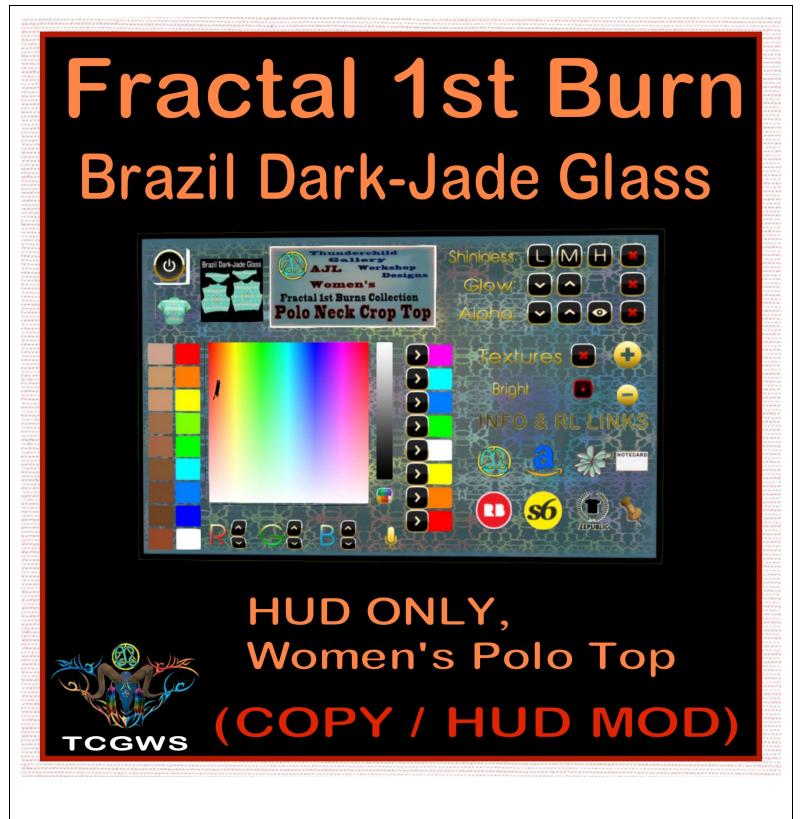 Fractal 1st Burn
Brazil Dark-Jade Glass
Brazil Dark-Jade Glass
Thunderchild
Gallery
AJL Workshop
Designs
Women's
Fractal 1st Burns Collection
Polo Neck Crop Top
Shininess: L M H
Glow:
Alpha:
Textures
Bright
INFO & RL LINKS
a
NOTECARD
RB
s6
TEEPUBLIC
R G B
HUD ONLY,
Women's Polo Top
(COPY / HUD MOD)
TCGWS